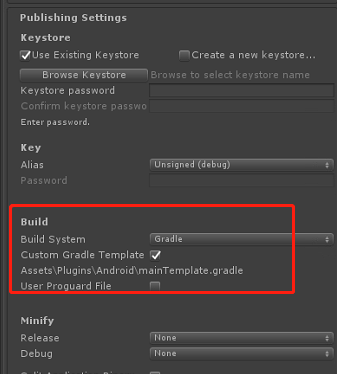 Publishing Settings
Keystore
Use Existing Keystore Create a new keystore...
Browse Keystore Browse to select keystore name
Keystore password
Confirm keystore passwo
Enter password.
Key
Alias Unsigned (debug)
Password
Build
Build System Gradle
Custom Gradle Template
Assets\Plugins\Android\mainTemplate.gradle
User Proguard File
Minify
Release None
Debug None